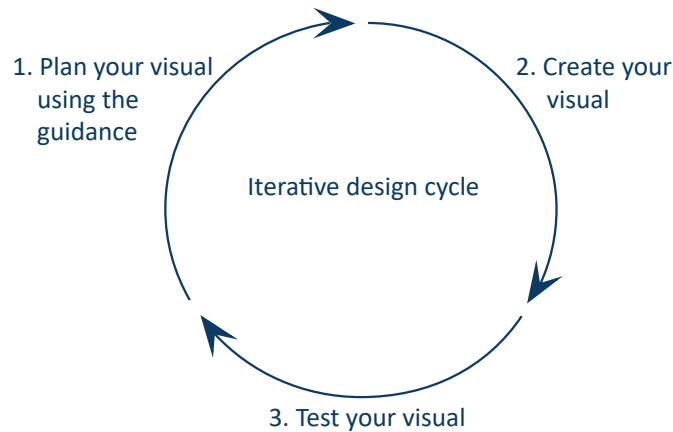 1. Plan your visual
using the
guidance
2. Create your
visual
Iterative design cycle
3. Test your visual